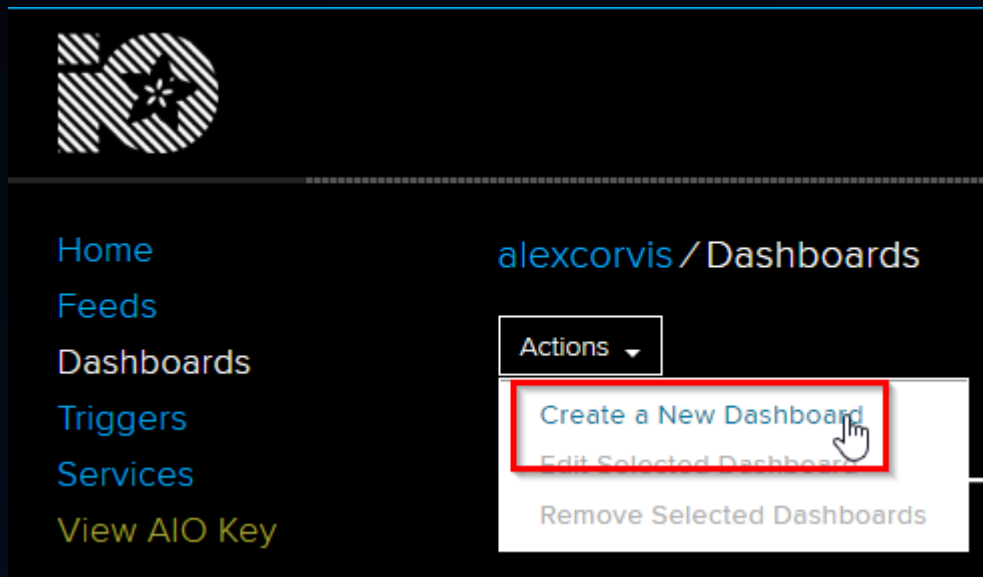 iO
Home
Feeds
Dashboards
Triggers
Services
View AIO Key
alexcorvis / Dashboards
Actions
Create a New Dashboard
Edit Selected Dashboard
Remove Selected Dashboards